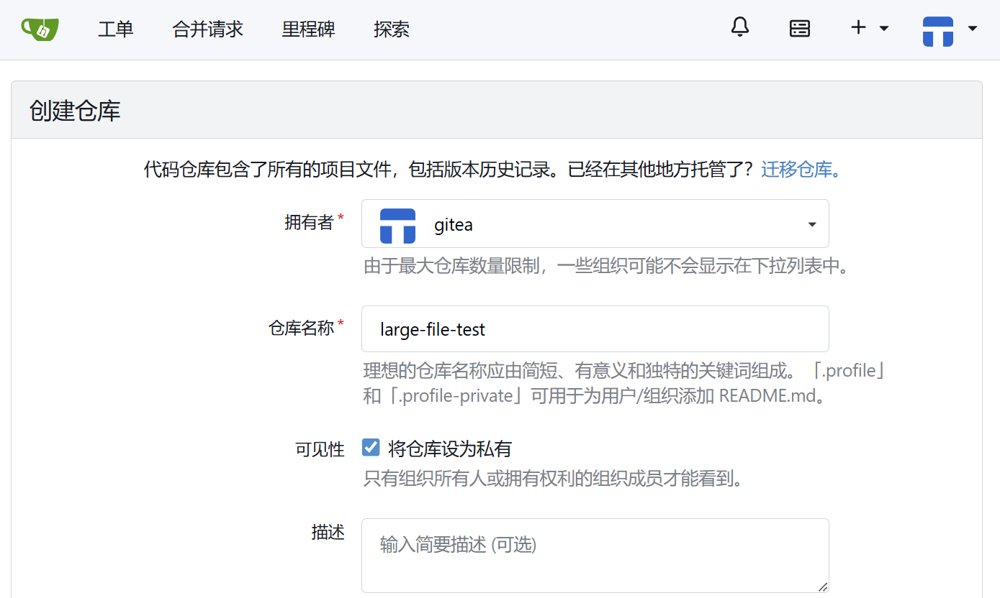 工单 合并请求 里程碑 探索
创建仓库
代码仓库包含了所有的项目文件，包括版本历史记录。已经在其他地方托管了？迁移仓库。
拥有者* gitea
由于最大仓库数量限制，一些组织可能不会显示在下拉列表中。
仓库名称* large-file-test
理想的仓库名称应由简短、有意义和独特的关键词组成。「.profile」
和「.profile-private」可用于为用户/组织添加 README.md。
可见性 将仓库设为私有
只有组织所有人或拥有权利的组织成员才能看到。
描述 输入简要描述 (可选)